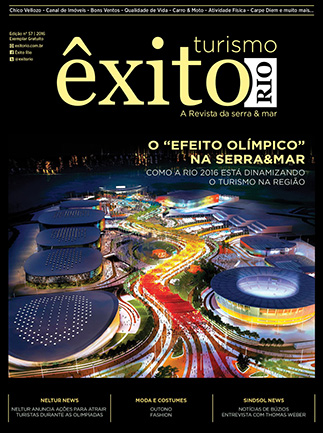 Chico Vellozo - Canal de Imóveis - Bons Ventos - Qualidade de Vida - Carro & Moto - Atividade Física - Carpe Diem e muito mais...
Edição nº 57 | 2016
Exemplar Gratuito
exitorio.com.br
Êxito Rio
@exitorio
turismo
êxito
RIO
A Revista da serra & mar
O “EFEITO OLÍMPICO”
NA SERRA&MAR
COMO A RIO 2016 ESTÁ DINAMIZANDO
O TURISMO NA REGIÃO
NELTUR NEWS
NELTUR ANUNCIA AÇÕES PARA ATRAIR
TURISTAS DURANTE AS OLIMPÍADAS
MODA E COSTUMES
OUTONO
FASHION
SINDSOL NEWS
NOTÍCIAS DE BÚZIOS
ENTREVISTA COM THOMAS WEBER